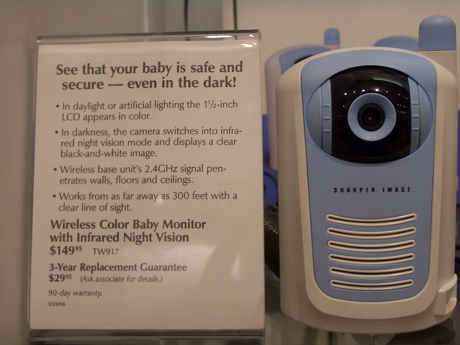 See that your baby is safe and
secure — even in the dark!
• In daylight or artificial lighting the 1½-inch
LCD appears in color.
• In darkness, the camera switches into infra-
red night vision mode and displays a clear
black-and-white image.
• Wireless base unit's 2.4GHz signal pen-
etrates walls, floors and ceilings.
• Works from as far away as 300 feet with a
clear line of sight.
Wireless Color Baby Monitor
with Infrared Night Vision
$149⁹⁵ TW917
3-Year Replacement Guarantee
$29⁹⁵ (Ask associate for details.)
90-day warranty.
SHARPER IMAGE